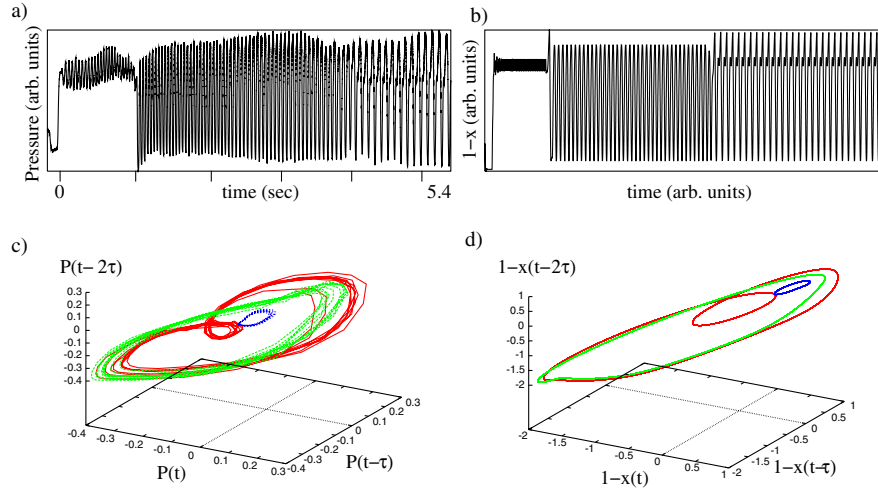 a)
Pressure (arb. units)
0
time (sec)
5.4
b)
1−x (arb. units)
time (arb. units)
c)
P(t− 2τ)
0.3
0.2
0.1
0
-0.1
-0.2
-0.3
-0.4
-0.4 -0.3 -0.2 -0.1 0 0.1 0.2 0.3
P(t)
-0.4 -0.3 -0.2 -0.1 0 0.1 0.2 0.3
P(t−τ)
d)
1−x(t−2τ)
1
0.5
0
-0.5
-1
-1.5
-2
-2 -1.5 -1 -0.5 0 0.5 1
1−x(t)
-2 -1.5 -1 -0.5 0 0.5 1
1−x(t−τ)